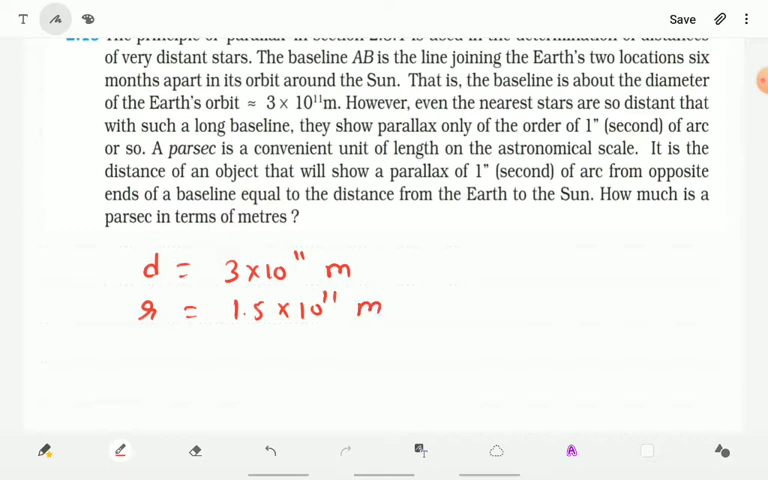 T Save
of very distant stars. The baseline AB is the line joining the Earth's two locations six
months apart in its orbit around the Sun. That is, the baseline is about the diameter
of the Earth's orbit ≈ 3 × 10¹¹m. However, even the nearest stars are so distant that
with such a long baseline, they show parallax only of the order of 1” (second) of arc
or so. A parsec is a convenient unit of length on the astronomical scale. It is the
distance of an object that will show a parallax of 1” (second) of arc from opposite
ends of a baseline equal to the distance from the Earth to the Sun. How much is a
parsec in terms of metres ?
d = 3×10¹¹ m
r = 1.5×10¹¹ m